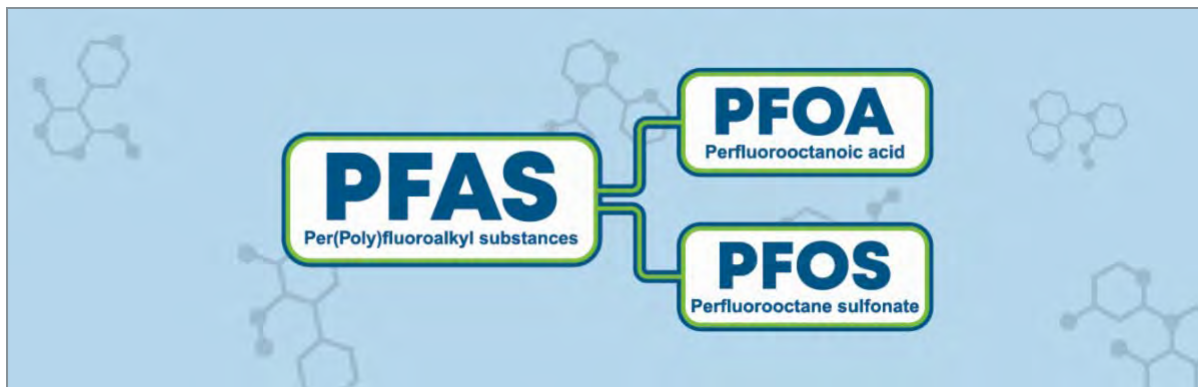 PFAS
Per(Poly)fluoroalkyl substances
PFOA
Perfluorooctanoic acid
PFOS
Perfluorooctane sulfonate